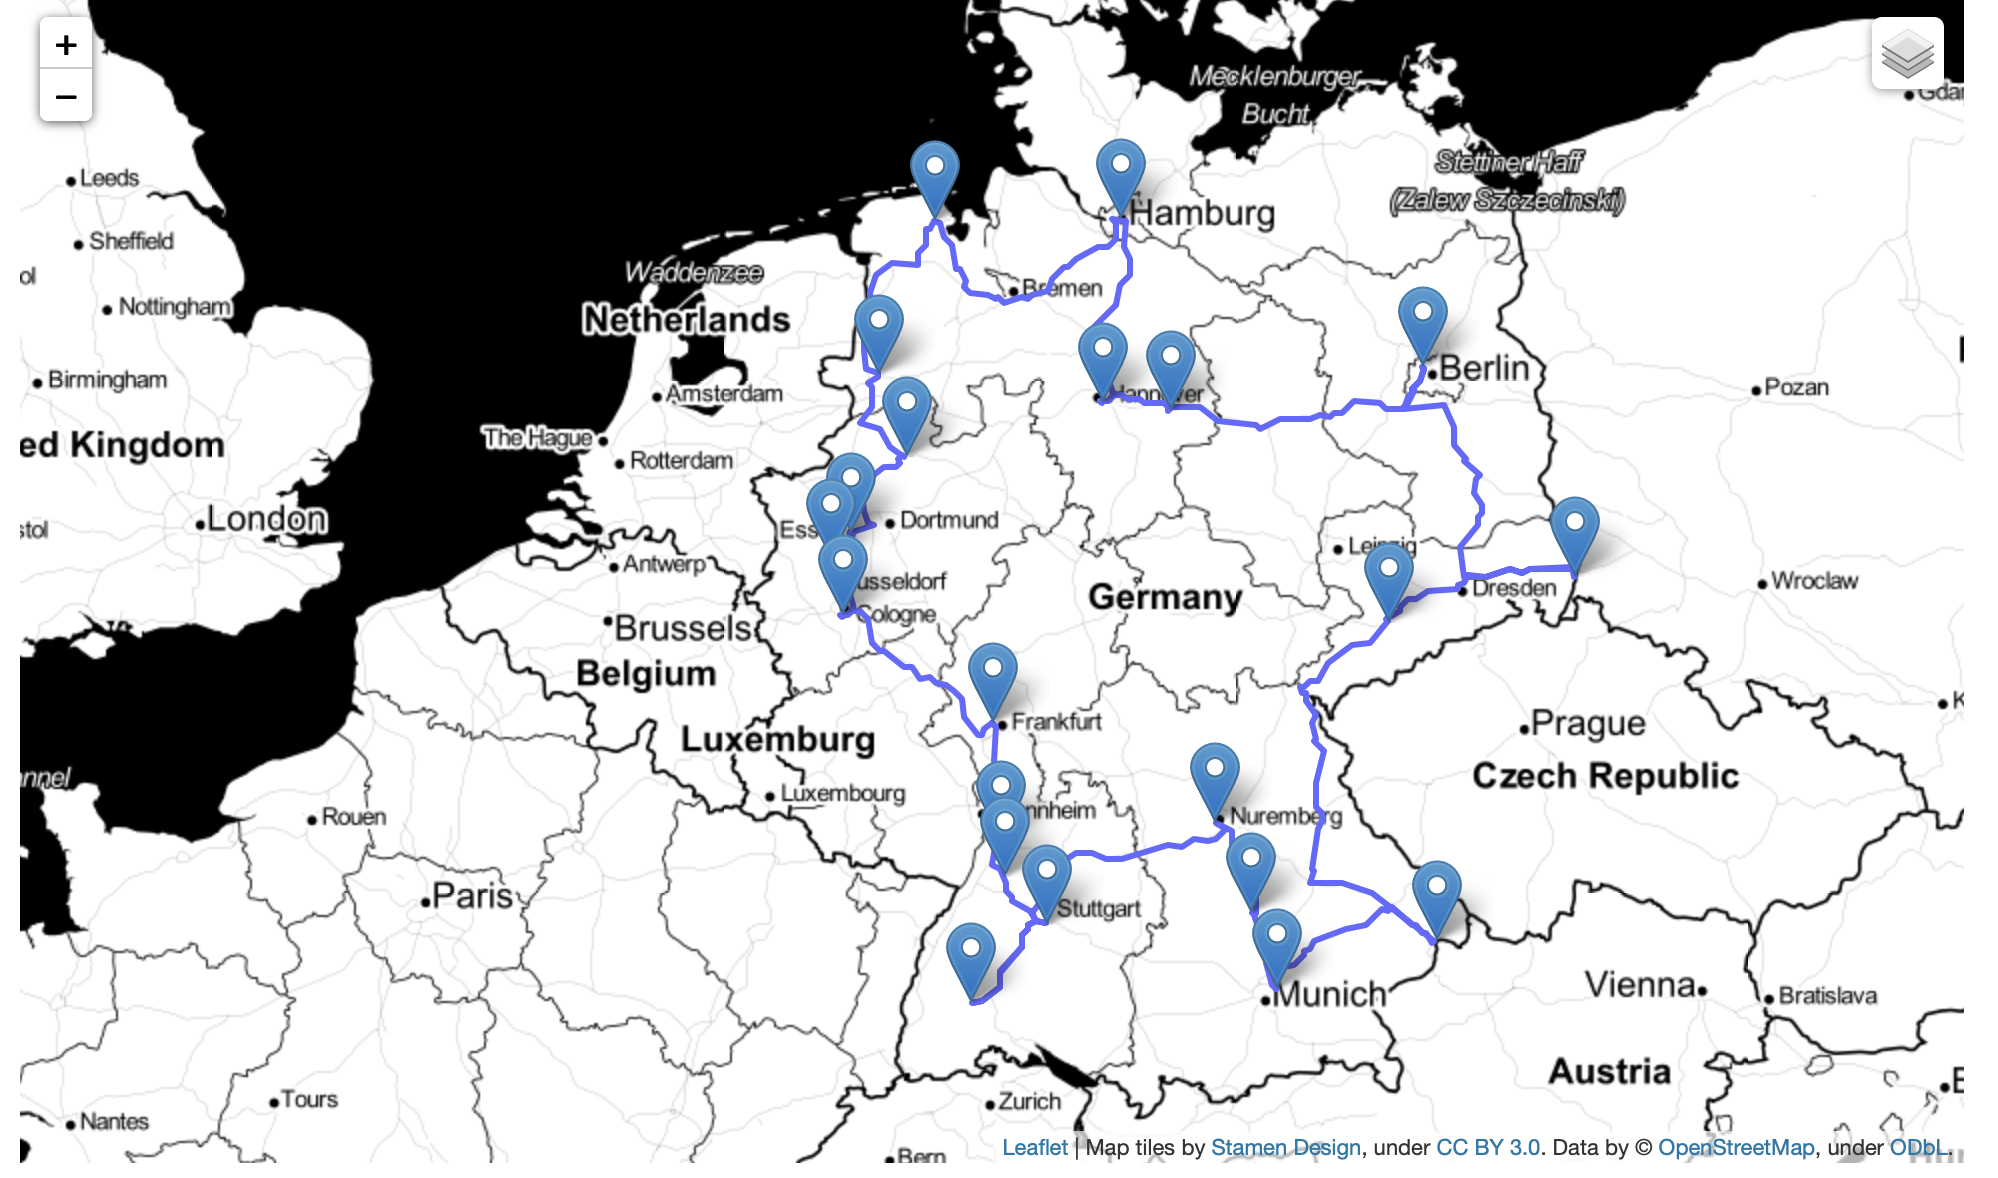 +
−
Mecklenburger
Bucht
Gdar
Leeds
Stettiner Haff
(Zalew Szczecinski)
Sheffield
Hamburg
ol
Waddenzee
Nottingham
Bremen
Netherlands
Birmingham
Amsterdam
Hannover
Berlin
Pozan
ed Kingdom
The Hague
Rotterdam
London
stol
Ess
Dortmund
Leipzig
Antwerp
usseldorf
Wroclaw
Germany
Dresden
Cologne
Brussels
Belgium
K
Frankfurt
Prague
Luxemburg
Czech Republic
annel
Luxembourg
Rouen
nnheim
Nuremberg
Paris
Stuttgart
Munich
Vienna
Bratislava
Austria
Tours
Zurich
Nantes
Bern
Leaflet | Map tiles by Stamen Design, under CC BY 3.0. Data by © OpenStreetMap, under ODbL.